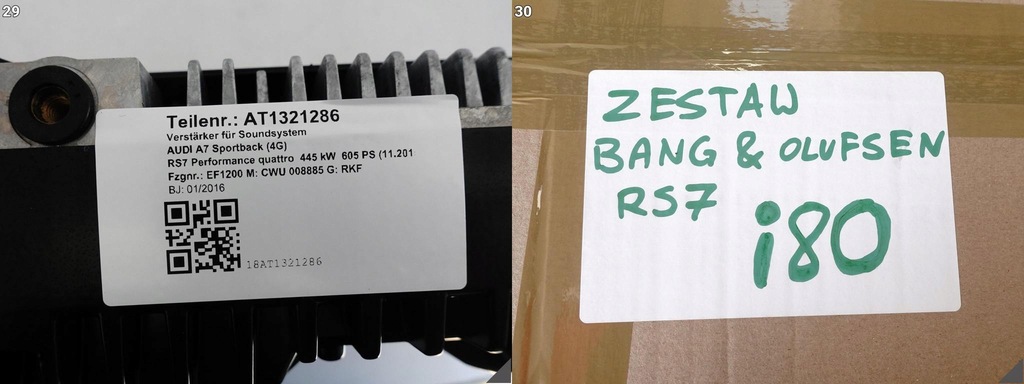 29
Teilenr.: AT1321286
Verstärker für Soundsystem
AUDI A7 Sportback (4G)
RS7 Performance quattro 445 kW 605 PS (11.201
Fzgnr.: EF1200 M: CWU 008885 G: RKF
BJ: 01/2016
18AT1321286
30
ZESTAW
BANG & OLUFSEN
RS7
i80